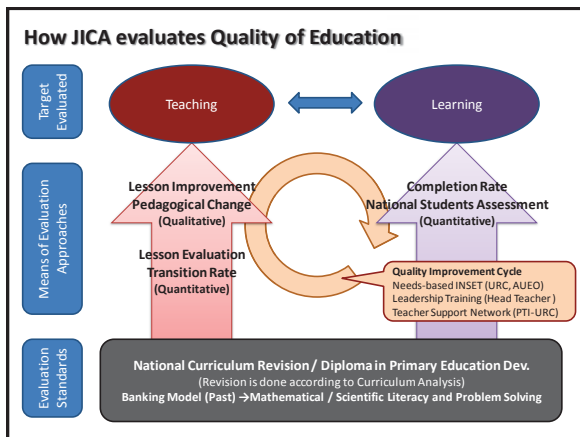 How JICA evaluates Quality of Education
Target
Evaluated
Teaching
Learning
Means of Evaluation
Approaches
Lesson Improvement
Pedagogical Change
(Qualitative)
Lesson Evaluation
Transition Rate
(Quantitative)
Completion Rate
National Students Assessment
(Quantitative)
Quality Improvement Cycle
Needs-based INSET (URC, AUEO)
Leadership Training (Head Teacher )
Teacher Support Network (PTI-URC)
Evaluation
Standards
National Curriculum Revision / Diploma in Primary Education Dev.
(Revision is done according to Curriculum Analysis)
Banking Model (Past) →Mathematical / Scientific Literacy and Problem Solving